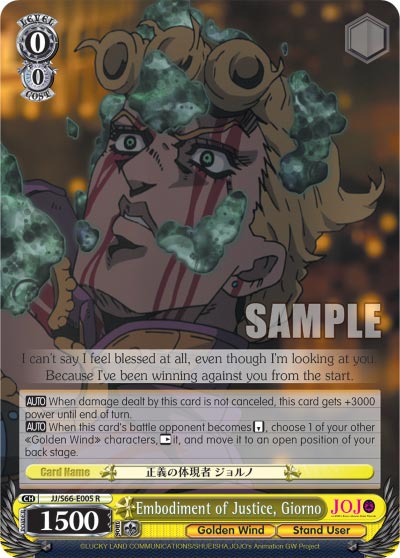 LEVEL
0
0
COST
SAMPLE
I can't say I feel blessed at all, even though I'm looking at you.
Because I've been winning against you from the start.
AUTO When damage dealt by this card is not canceled, this card gets +3000
power until end of turn.
AUTO When this card's battle opponent becomes , choose 1 of your other
«Golden Wind» characters, it, and move it to an open position of your
back stage.
Card Name 正義の体現者 ジョルノ
CH JJ/S66-E005 R
POWER 1500 SOUL Embodiment of Justice, Giorno JOJO
Golden Wind Stand User
©LUCKY LAND COMMUNICATIONS/SHUEISHA, JOJO's Animation GW Project